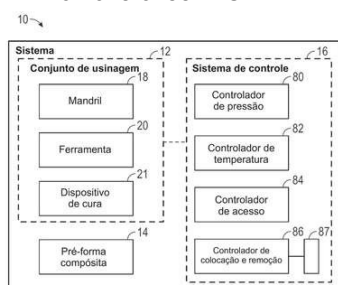 10
Sistema
12
Conjunto de usinagem
18
Mandril
20
Ferramenta
21
Dispositivo
de cura
14
Pré-forma
compósita
16
Sistema de controle
80
Controlador
de pressão
82
Controlador de
temperatura
84
Controlador
de acesso
86
87
Controlador de
colocação e remoção